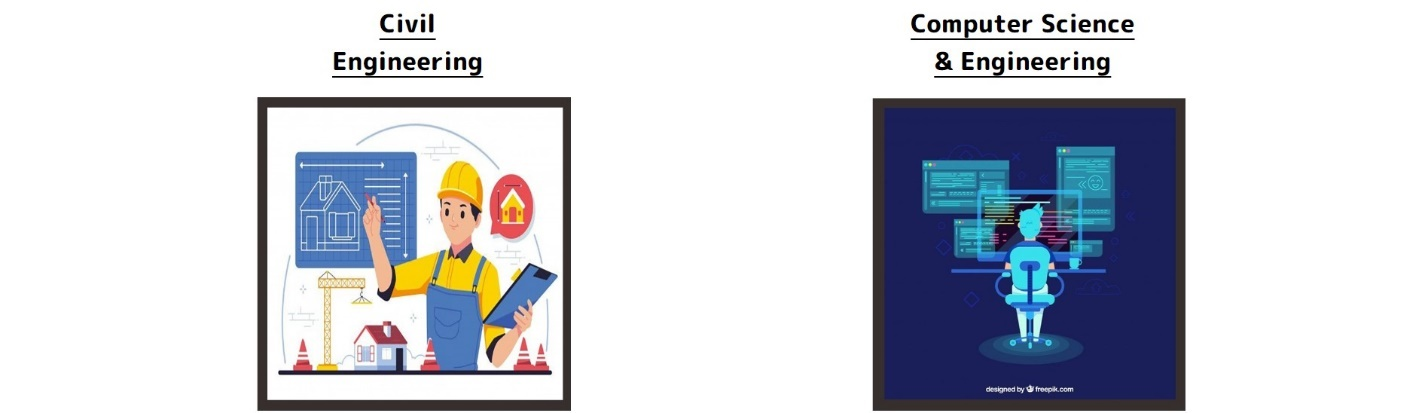 Civil
Engineering
Computer Science
& Engineering
designed by freepik.com